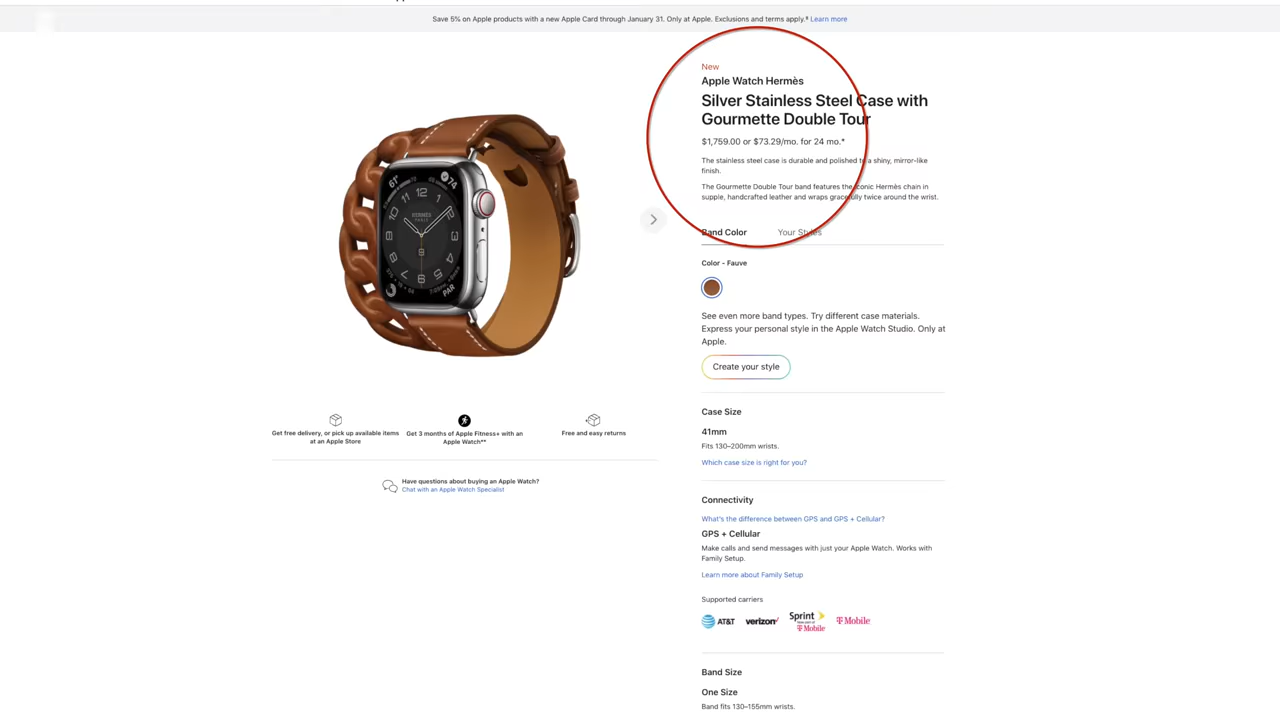 Save 5% on Apple products with a new Apple Card through January 31. Only at Apple. Exclusions and terms apply.§ Learn more
New
Apple Watch Hermès
Silver Stainless Steel Case with
Gourmette Double Tour
$1,759.00 or $73.29/mo. for 24 mo.*
The stainless steel case is durable and polished to a shiny, mirror-like
finish.
The Gourmette Double Tour band features the iconic Hermès chain in
supple, handcrafted leather and wraps gracefully twice around the wrist.
Band Color
Your Styles
Color - Fauve
See even more band types. Try different case materials.
Express your personal style in the Apple Watch Studio. Only at
Apple.
Create your style
Case Size
41mm
Fits 130–200mm wrists.
Which case size is right for you?
Connectivity
What's the difference between GPS and GPS + Cellular?
GPS + Cellular
Make calls and send messages with just your Apple Watch. Works with
Family Setup.
Learn more about Family Setup
Supported carriers
AT&T verizon Sprint T Mobile T Mobile
Band Size
One Size
Band fits 130–155mm wrists.
61°
74
12
HERMÈS
PARIS
6
PAR
Get free delivery, or pick up available items
at an Apple Store
Get 3 months of Apple Fitness+ with an
Apple Watch**
Free and easy returns
Have questions about buying an Apple Watch?
Chat with an Apple Watch Specialist